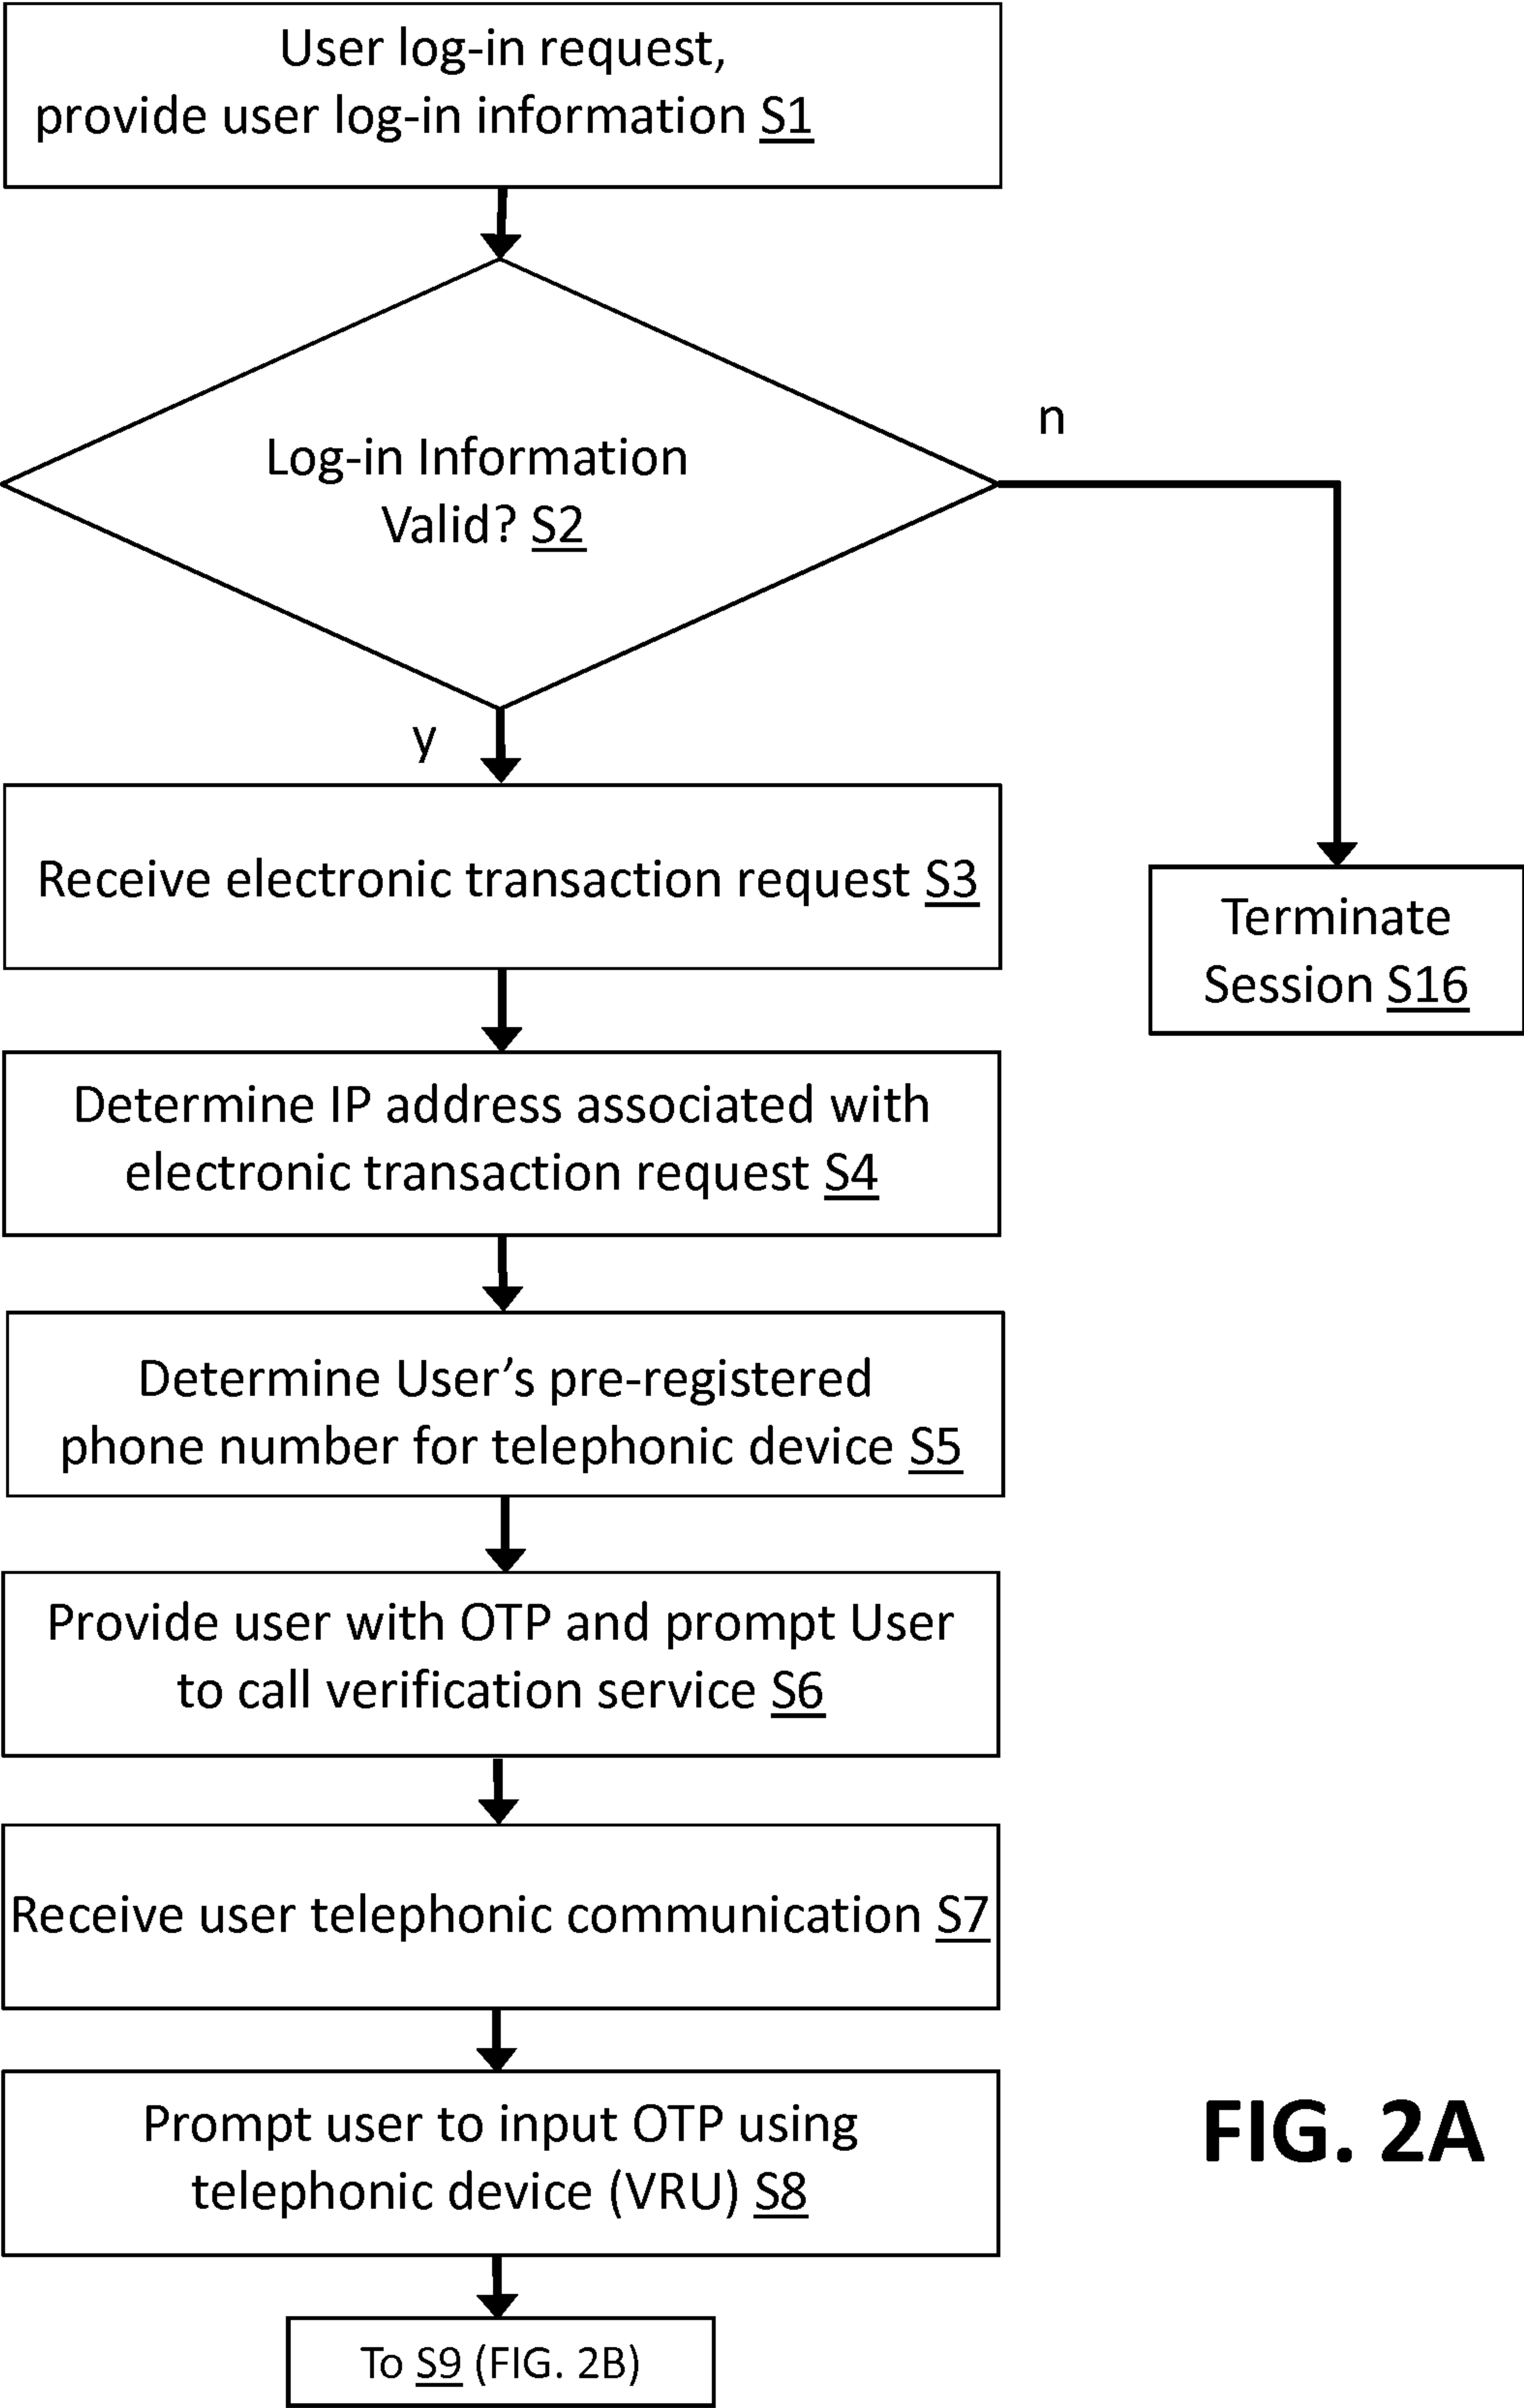 User log-in request,
provide user log-in information S1
n
Log-in Information
Valid? S2
y
Receive electronic transaction request S3
Terminate
Session S16
Determine IP address associated with
electronic transaction request S4
Determine User’s pre-registered
phone number for telephonic device S5
Provide user with OTP and prompt User
to call verification service S6
Receive user telephonic communication S7
Prompt user to input OTP using
telephonic device (VRU) S8
FIG. 2A
To S9 (FIG. 2B)